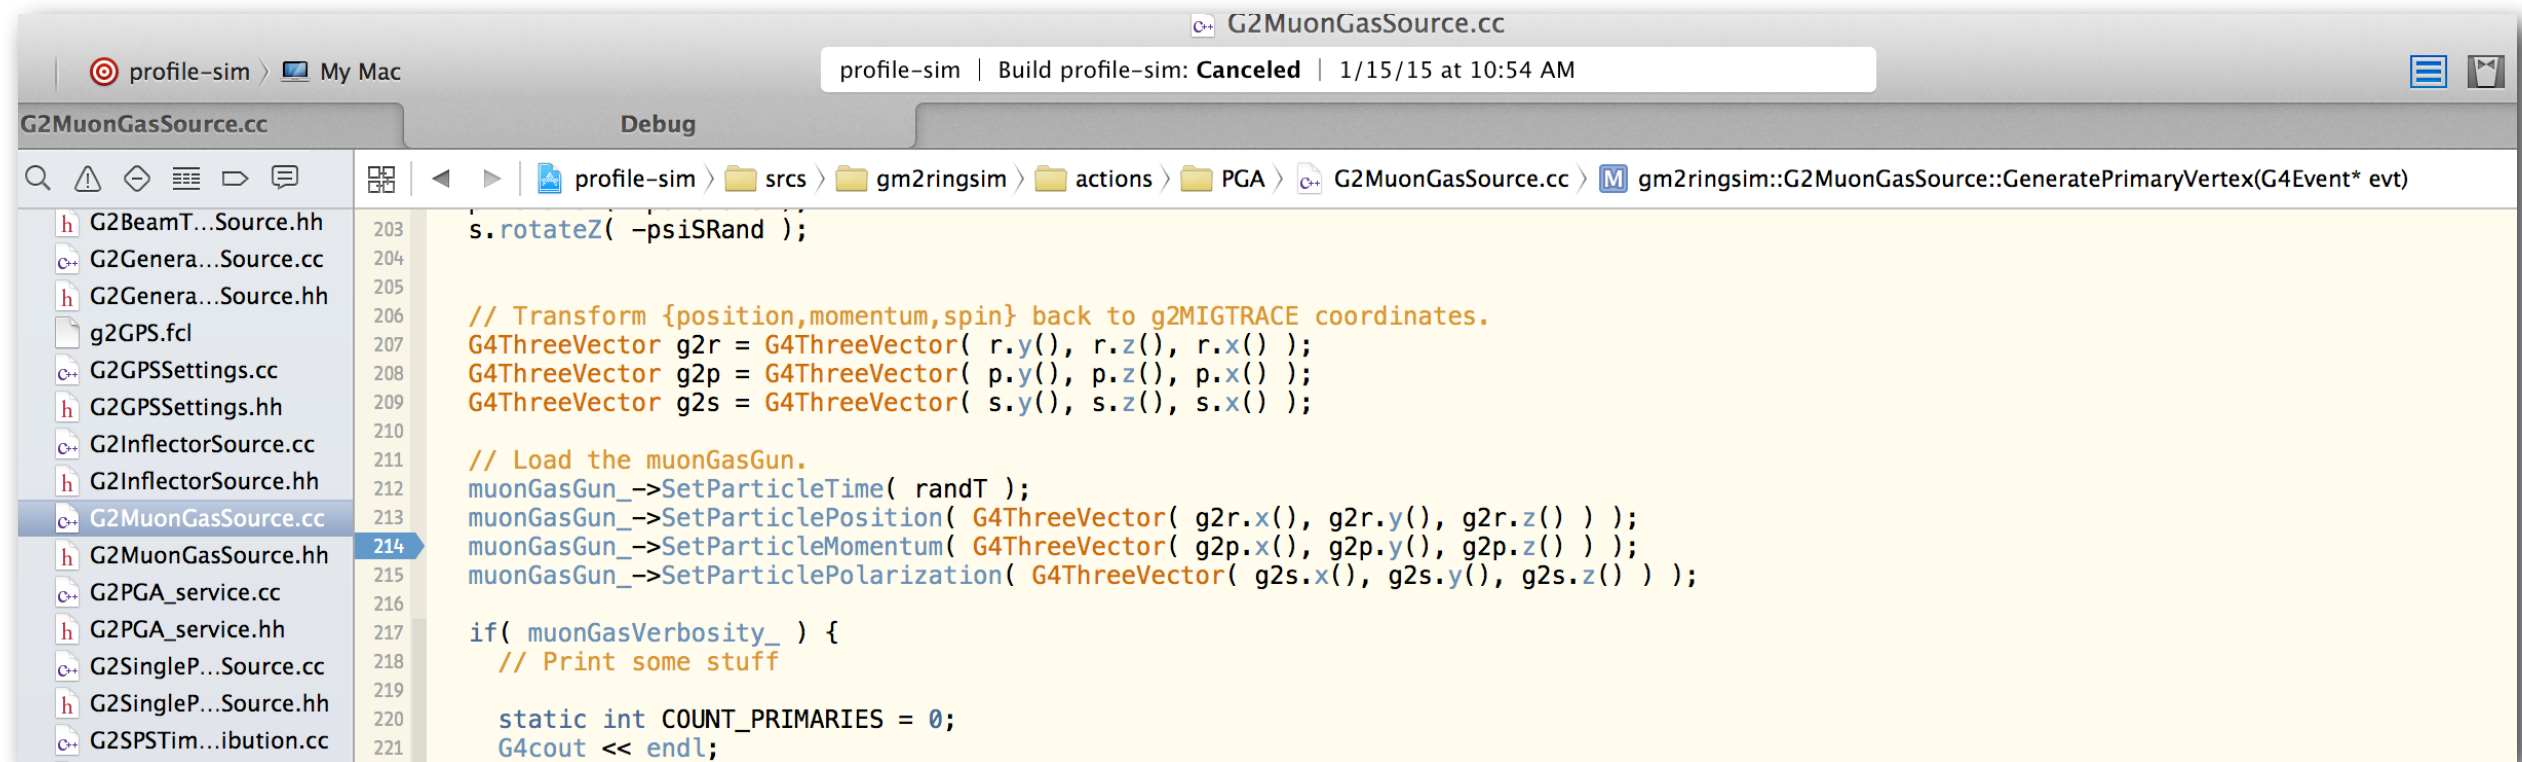 G2MuonGasSource.cc
profile-sim My Mac
profile-sim | Build profile-sim: Canceled | 1/15/15 at 10:54 AM
G2MuonGasSource.cc
Debug
profile-sim srcs gm2ringsim actions PGA G2MuonGasSource.cc M gm2ringsim::G2MuonGasSource::GeneratePrimaryVertex(G4Event* evt)
h G2BeamT...Source.hh
C++ G2Genera...Source.cc
h G2Genera...Source.hh
g2GPS.fcl
C++ G2GPSSettings.cc
h G2GPSSettings.hh
C++ G2InflectorSource.cc
h G2InflectorSource.hh
C++ G2MuonGasSource.cc
h G2MuonGasSource.hh
C++ G2PGA_service.cc
h G2PGA_service.hh
C++ G2SingleP...Source.cc
h G2SingleP...Source.hh
C++ G2SPSTim...ibution.cc
203 s.rotateZ( -psiSRand );
204
205
206 // Transform {position,momentum,spin} back to g2MIGTRACE coordinates.
207 G4ThreeVector g2r = G4ThreeVector( r.y(), r.z(), r.x() );
208 G4ThreeVector g2p = G4ThreeVector( p.y(), p.z(), p.x() );
209 G4ThreeVector g2s = G4ThreeVector( s.y(), s.z(), s.x() );
210
211 // Load the muonGasGun.
212 muonGasGun_->SetParticleTime( randT );
213 muonGasGun_->SetParticlePosition( G4ThreeVector( g2r.x(), g2r.y(), g2r.z() ) );
214 muonGasGun_->SetParticleMomentum( G4ThreeVector( g2p.x(), g2p.y(), g2p.z() ) );
215 muonGasGun_->SetParticlePolarization( G4ThreeVector( g2s.x(), g2s.y(), g2s.z() ) );
216
217 if( muonGasVerbosity_ ) {
218 // Print some stuff
219
220 static int COUNT_PRIMARIES = 0;
221 G4cout << endl;